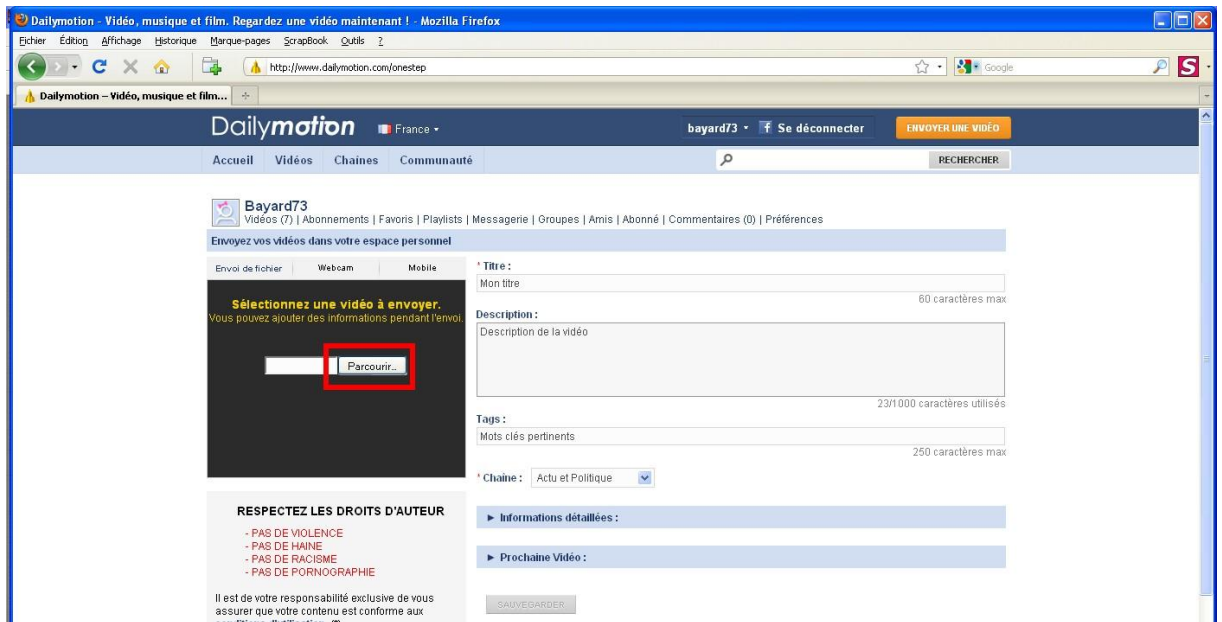 Dailymotion - Vidéo, musique et film. Regardez une vidéo maintenant ! - Mozilla Firefox
Eichier Édition Affichage Historique Marque-pages ScrapBook Outils ?
http://www.dailymotion.com/onestep
Google
S
Dailymotion – Vidéo, musique et film...
Dailymotion France bayard73 f Se déconnecter ENVOYER UNE VIDÉO
Accueil Vidéos Chaines Communauté RECHERCHER
Bayard73
Vidéos (7) | Abonnements | Favoris | Playlists | Messagerie | Groupes | Amis | Abonné | Commentaires (0) | Préférences
Envoyez vos vidéos dans votre espace personnel
Envoi de fichier Webcam Mobile
Sélectionnez une vidéo à envoyer.
Vous pouvez ajouter des informations pendant l'envoi.
Parcourir..
* Titre :
Mon titre
60 caractères max
Description :
Description de la vidéo
23/1000 caractères utilisés
Tags :
Mots clés pertinents
250 caractères max
* Chaine : Actu et Politique
► Informations détaillées :
► Prochaine Vidéo :
SAUVEGARDER
RESPECTEZ LES DROITS D'AUTEUR
- PAS DE VIOLENCE
- PAS DE HAINE
- PAS DE RACISME
- PAS DE PORNOGRAPHIE
Il est de votre responsabilité exclusive de vous
assurer que votre contenu est conforme aux